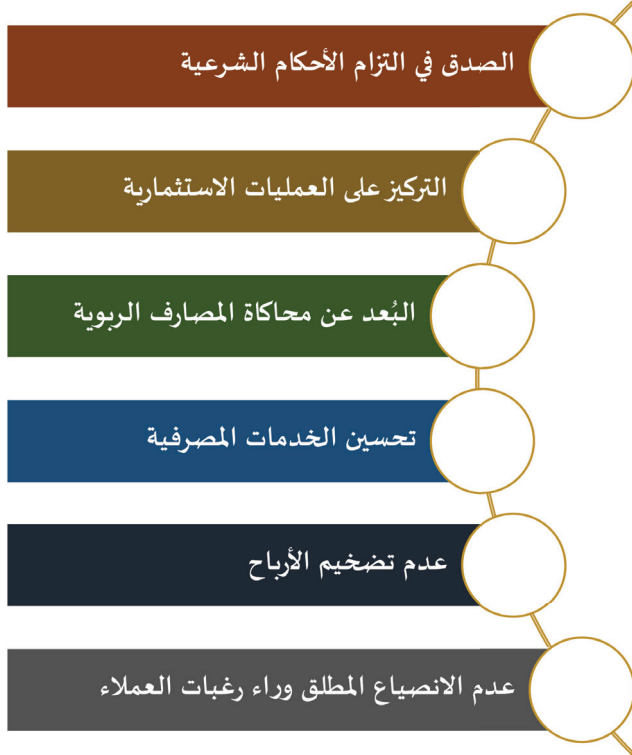 الصدق في التزام الأحكام الشرعية
التركيز على العمليات الاستثمارية
البُعد عن محاكاة المصارف الربوية
تحسين الخدمات المصرفية
عدم تضخيم الأرباح
عدم الانصياع المطلق وراء رغبات العملاء